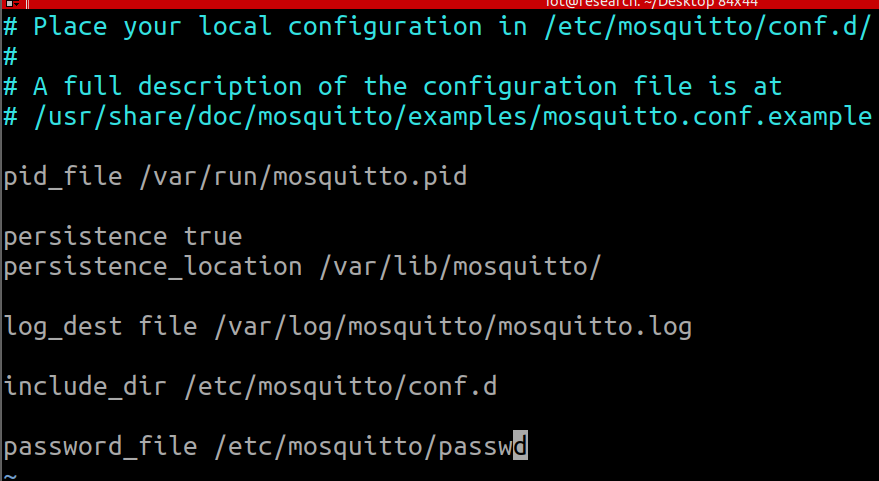 iot@research: ~/Desktop 84x44
# Place your local configuration in /etc/mosquitto/conf.d/
#
# A full description of the configuration file is at
# /usr/share/doc/mosquitto/examples/mosquitto.conf.example
pid_file /var/run/mosquitto.pid
persistence true
persistence_location /var/lib/mosquitto/
log_dest file /var/log/mosquitto/mosquitto.log
include_dir /etc/mosquitto/conf.d
password_file /etc/mosquitto/passwd
~